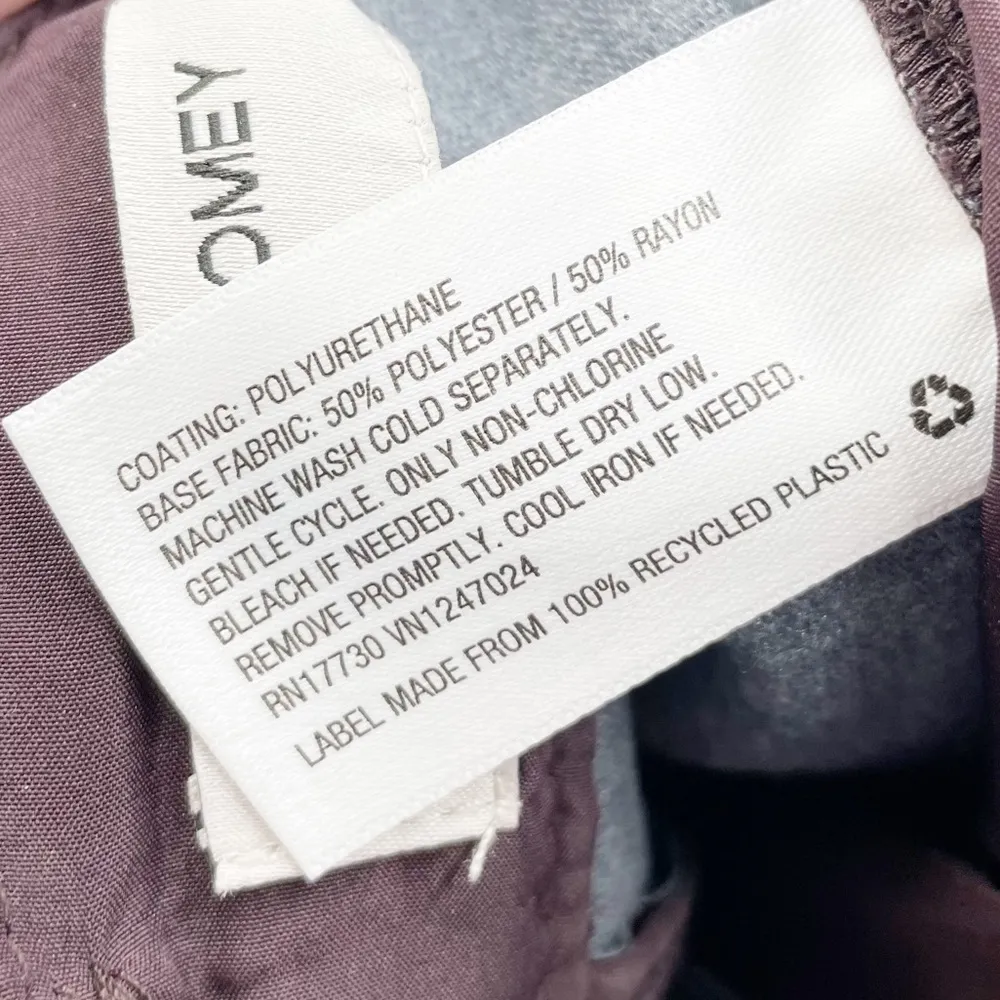 OMEY
COATING: POLYURETHANE
BASE FABRIC: 50% POLYESTER / 50% RAYON
MACHINE WASH COLD SEPARATELY.
GENTLE CYCLE. ONLY NON-CHLORINE
BLEACH IF NEEDED. TUMBLE DRY LOW.
REMOVE PROMPTLY. COOL IRON IF NEEDED.
RN17730 VN1247024
LABEL MADE FROM 100% RECYCLED PLASTIC